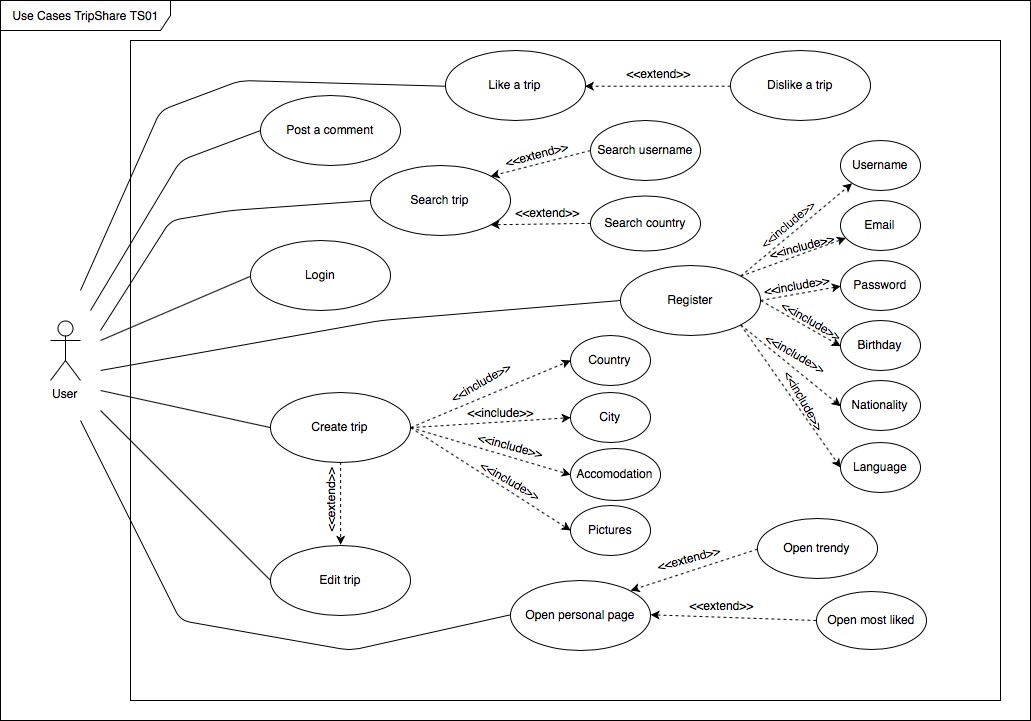 Use Cases TripShare TS01
Like a trip
<<extend>>
Dislike a trip
Post a comment
<<extend>>
Search username
Search trip
<<extend>>
Search country
Username
<<include>>
Email
<<include>>
Login
Register
<<include>>
Password
<<include>>
Birthday
<<include>>
Nationality
<<include>>
Language
User
Create trip
<<include>>
Country
<<include>>
City
<<include>>
Accomodation
<<include>>
Pictures
<<extend>>
Edit trip
Open personal page
<<extend>>
Open trendy
<<extend>>
Open most liked